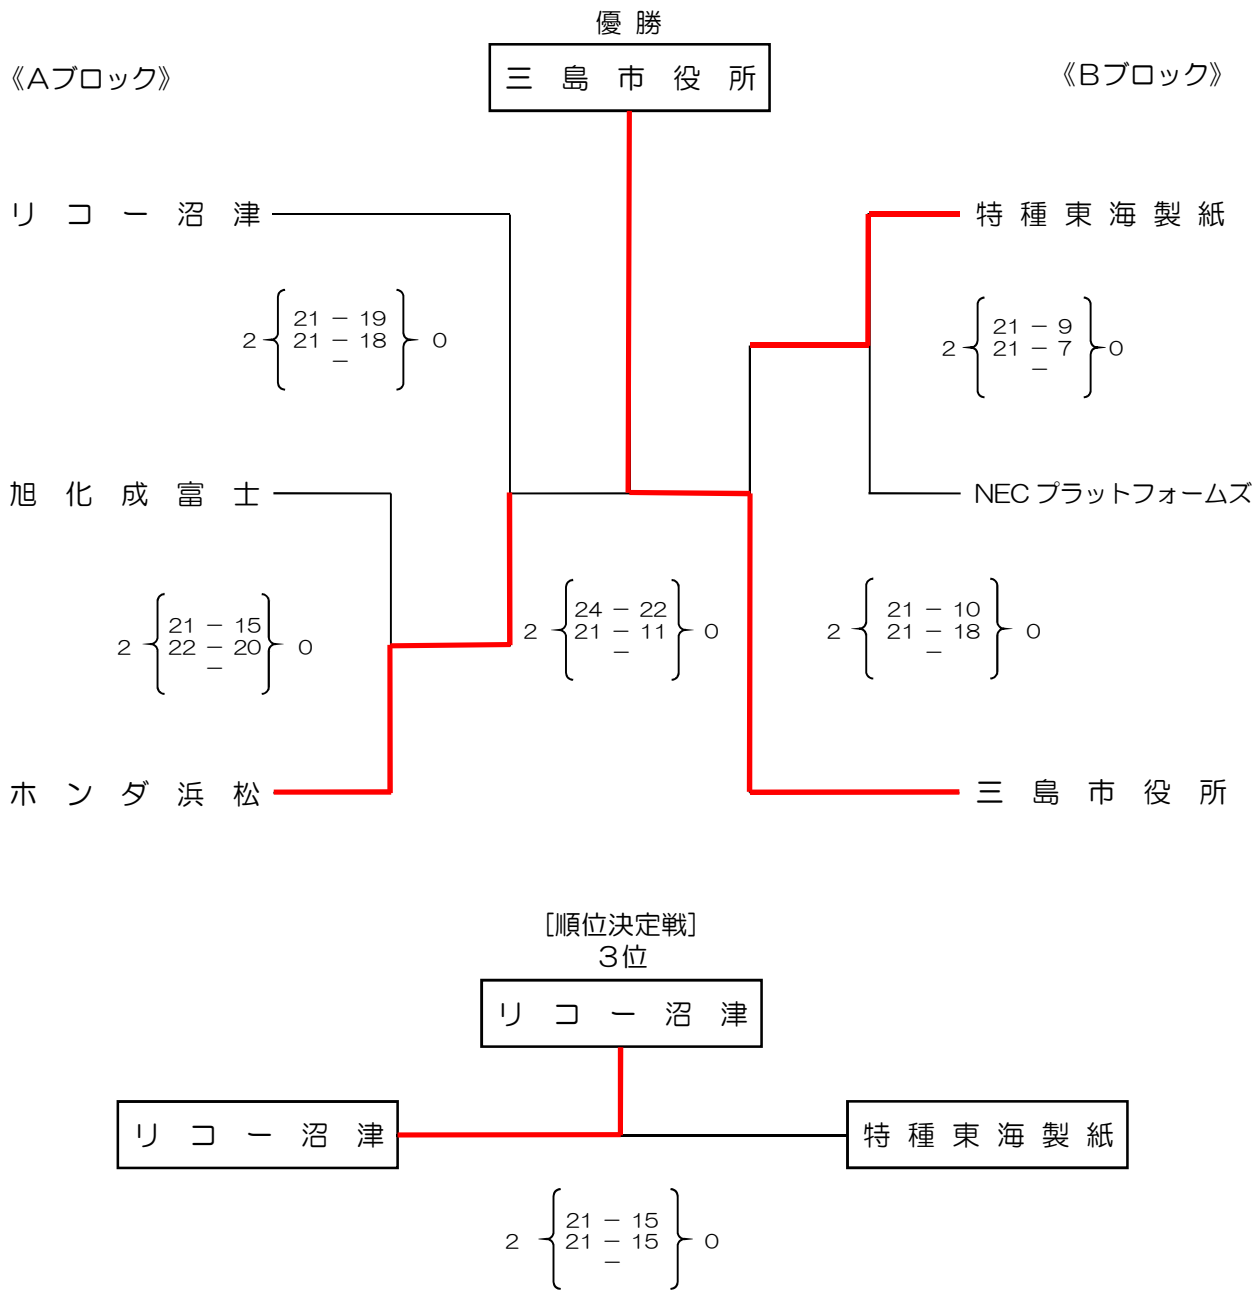 優 勝
《Aブロック》
三 島 市 役 所
《Bブロック》
リ コ ー 沼 津
特 種 東 海 製 紙
21 － 19
2 21 － 18 0
－
21 － 9
2 21 － 7 0
－
旭 化 成 富 士
NEC プラットフォームズ
21 － 15
2 22 － 20 0
－
24 － 22
2 21 － 11 0
－
21 － 10
2 21 － 18 0
－
ホ ン ダ 浜 松
三 島 市 役 所
[順位決定戦]
３位
リ コ ー 沼 津
リ コ ー 沼 津
特 種 東 海 製 紙
21 － 15
2 21 － 15 0
－